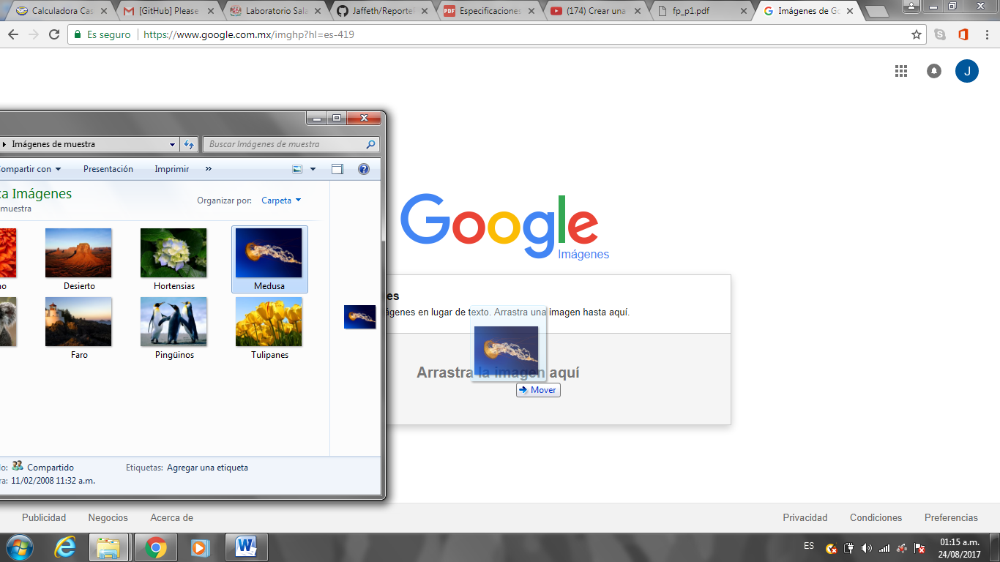 Calculadora Cas
[GitHub] Please
Laboratorio Sala
Jaffeth/Reportel
Especificaciones
(174) Crear una
fp_p1.pdf
Imágenes de Go
Es seguro
https://www.google.com.mx/imghp?hl=es-419
J
Imágenes de muestra
Buscar Imágenes de muestra
ompartir con
Presentación
Imprimir
»
?
ca Imágenes
muestra
Organizar por:
Carpeta
no
Desierto
Hortensias
Medusa
Faro
Pingüinos
Tulipanes
do: Compartido
Etiquetas: Agregar una etiqueta
ra: 11/02/2008 11:32 a.m.
Google
Imágenes
es
ágenes en lugar de texto. Arrastra una imagen hasta aquí.
Arrastra la imagen aquí
Mover
Publicidad
Negocios
Acerca de
Privacidad
Condiciones
Preferencias
ES
01:15 a.m.
24/08/2017